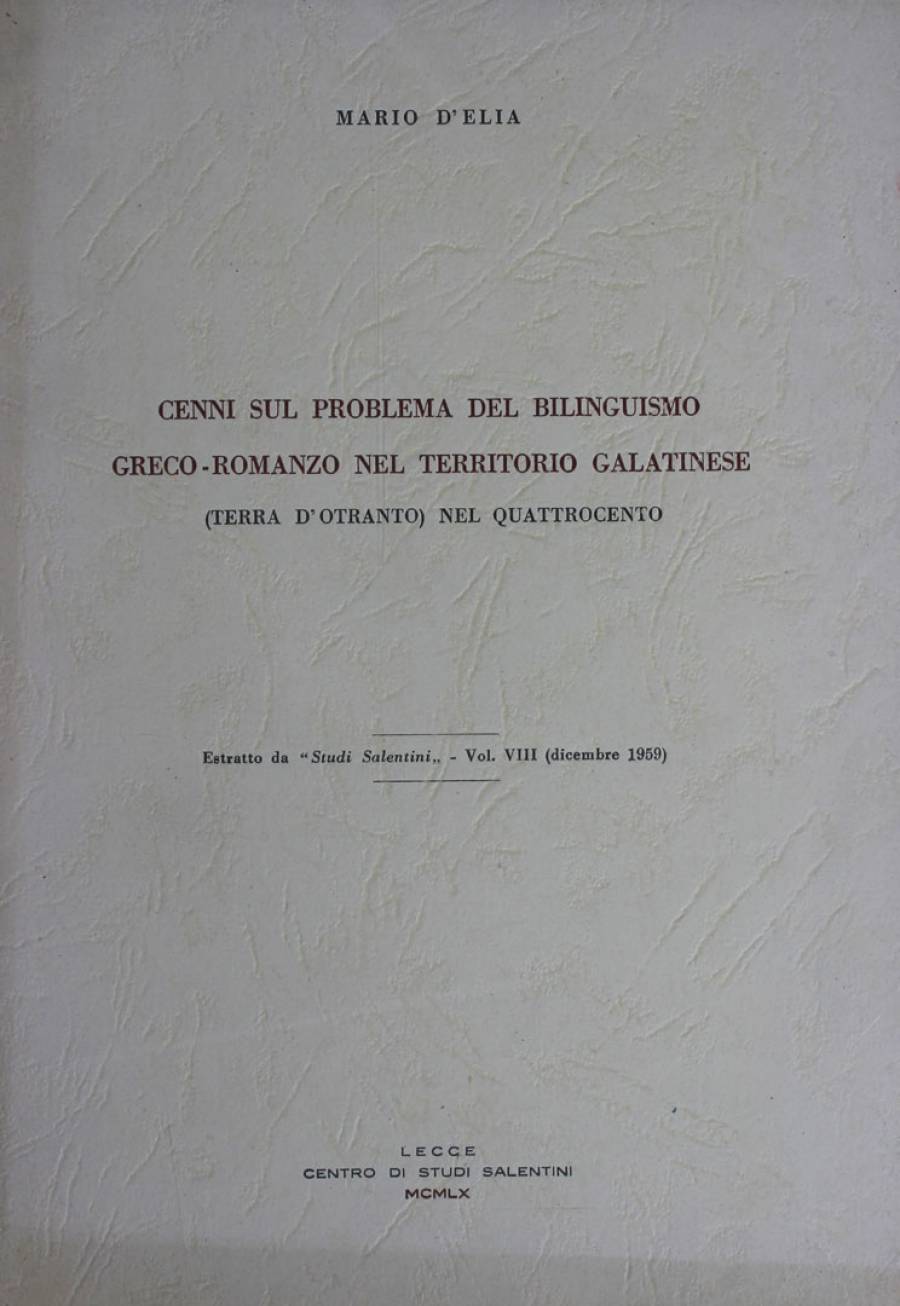 MARIO D'ELIA
CENNI SUL PROBLEMA DEL BILINGUISMO
GRECO-ROMANZO NEL TERRITORIO GALATINESE
(TERRA D'OTRANTO) NEL QUATTROCENTO
Estratto da “Studi Salentini„ - Vol. VIII (dicembre 1959)
LECCE
CENTRO DI STUDI SALENTINI
MCMLX